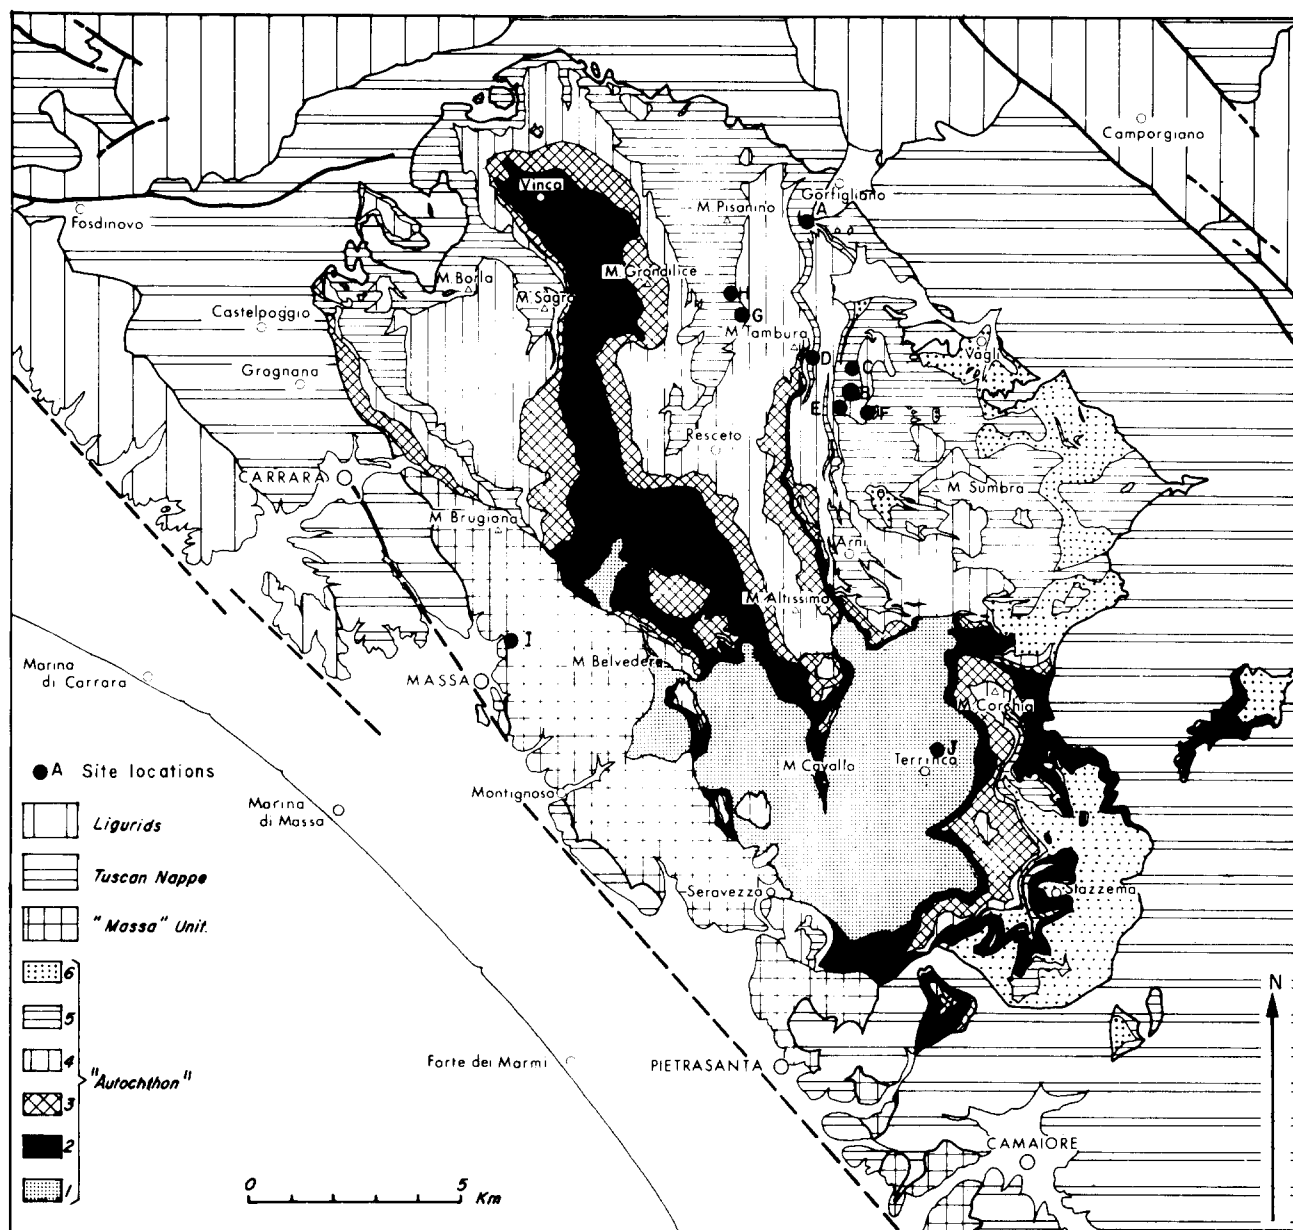 Camporgiano
Vinca
Gorfigliano
M. Pisanino
A
Fosdinovo
M. Borla
M. Sagro
M. Grondilice
H
G
Castelpoggio
M. Tambura
Vagli
D
C
Gragnana
B
E
F
Resceto
CARRARA
M. Sumbra
M. Brugiana
Arni
M. Altissimo
I
M. Belvedere
Marina
di Carrara
MASSA
M. Corchia
J
M. Cavallo
Terrinca
A Site locations
Montignoso
Marina
di Massa
Ligurids
Tuscan Nappe
Seravezza
Stazzema
"Massa" Unit.
6
5
4
3
2
1
"Autochthon"
N
Forte dei Marmi
PIETRASANTA
CAMAIORE
0 5 Km